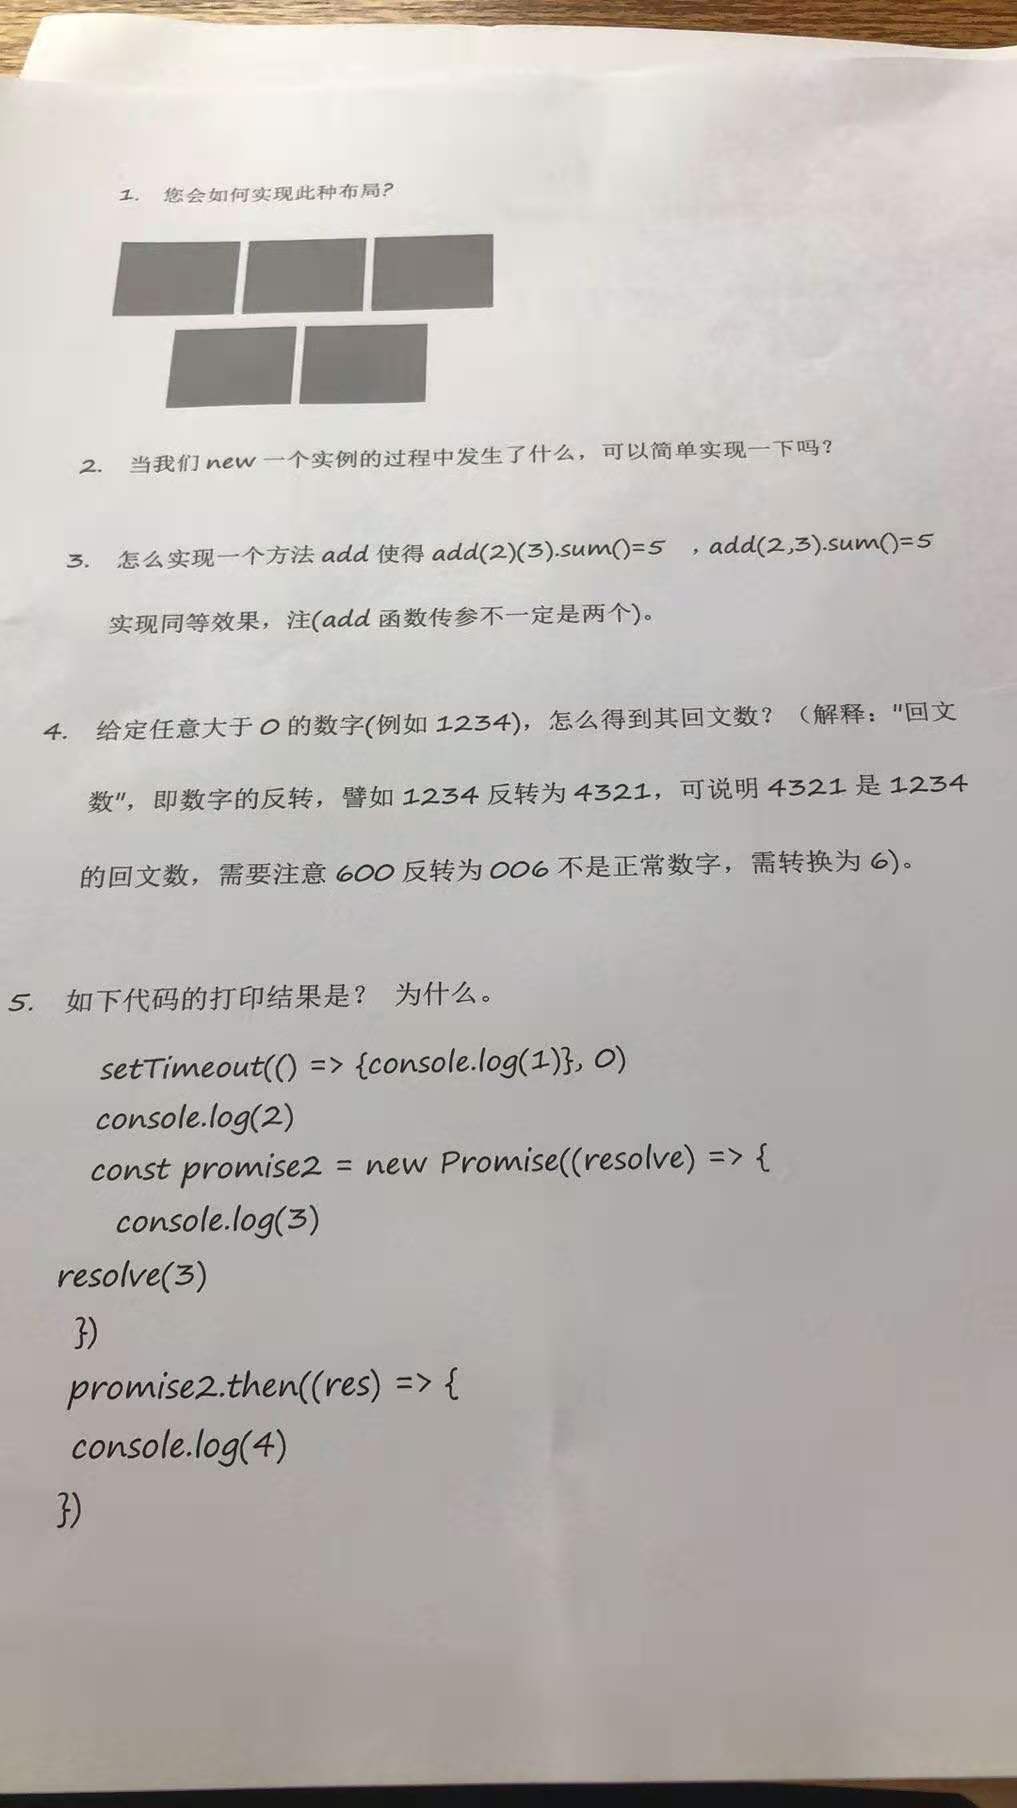 1. 您会如何实现此种布局?
2. 当我们 new 一个实例的过程中发生了什么，可以简单实现一下吗?
3. 怎么实现一个方法 add 使得 add(2)(3).sum()=5 ，add(2,3).sum()=5
实现同等效果，注(add 函数传参不一定是两个)。
4. 给定任意大于 0 的数字(例如 1234)，怎么得到其回文数？（解释："回文
数"，即数字的反转，譬如 1234 反转为 4321，可说明 4321 是 1234
的回文数，需要注意 600 反转为 006 不是正常数字，需转换为 6)。
5. 如下代码的打印结果是？ 为什么。
setTimeout(() => {console.log(1)}, 0)
console.log(2)
const promise2 = new Promise((resolve) => {
console.log(3)
resolve(3)
})
promise2.then((res) => {
console.log(4)
})